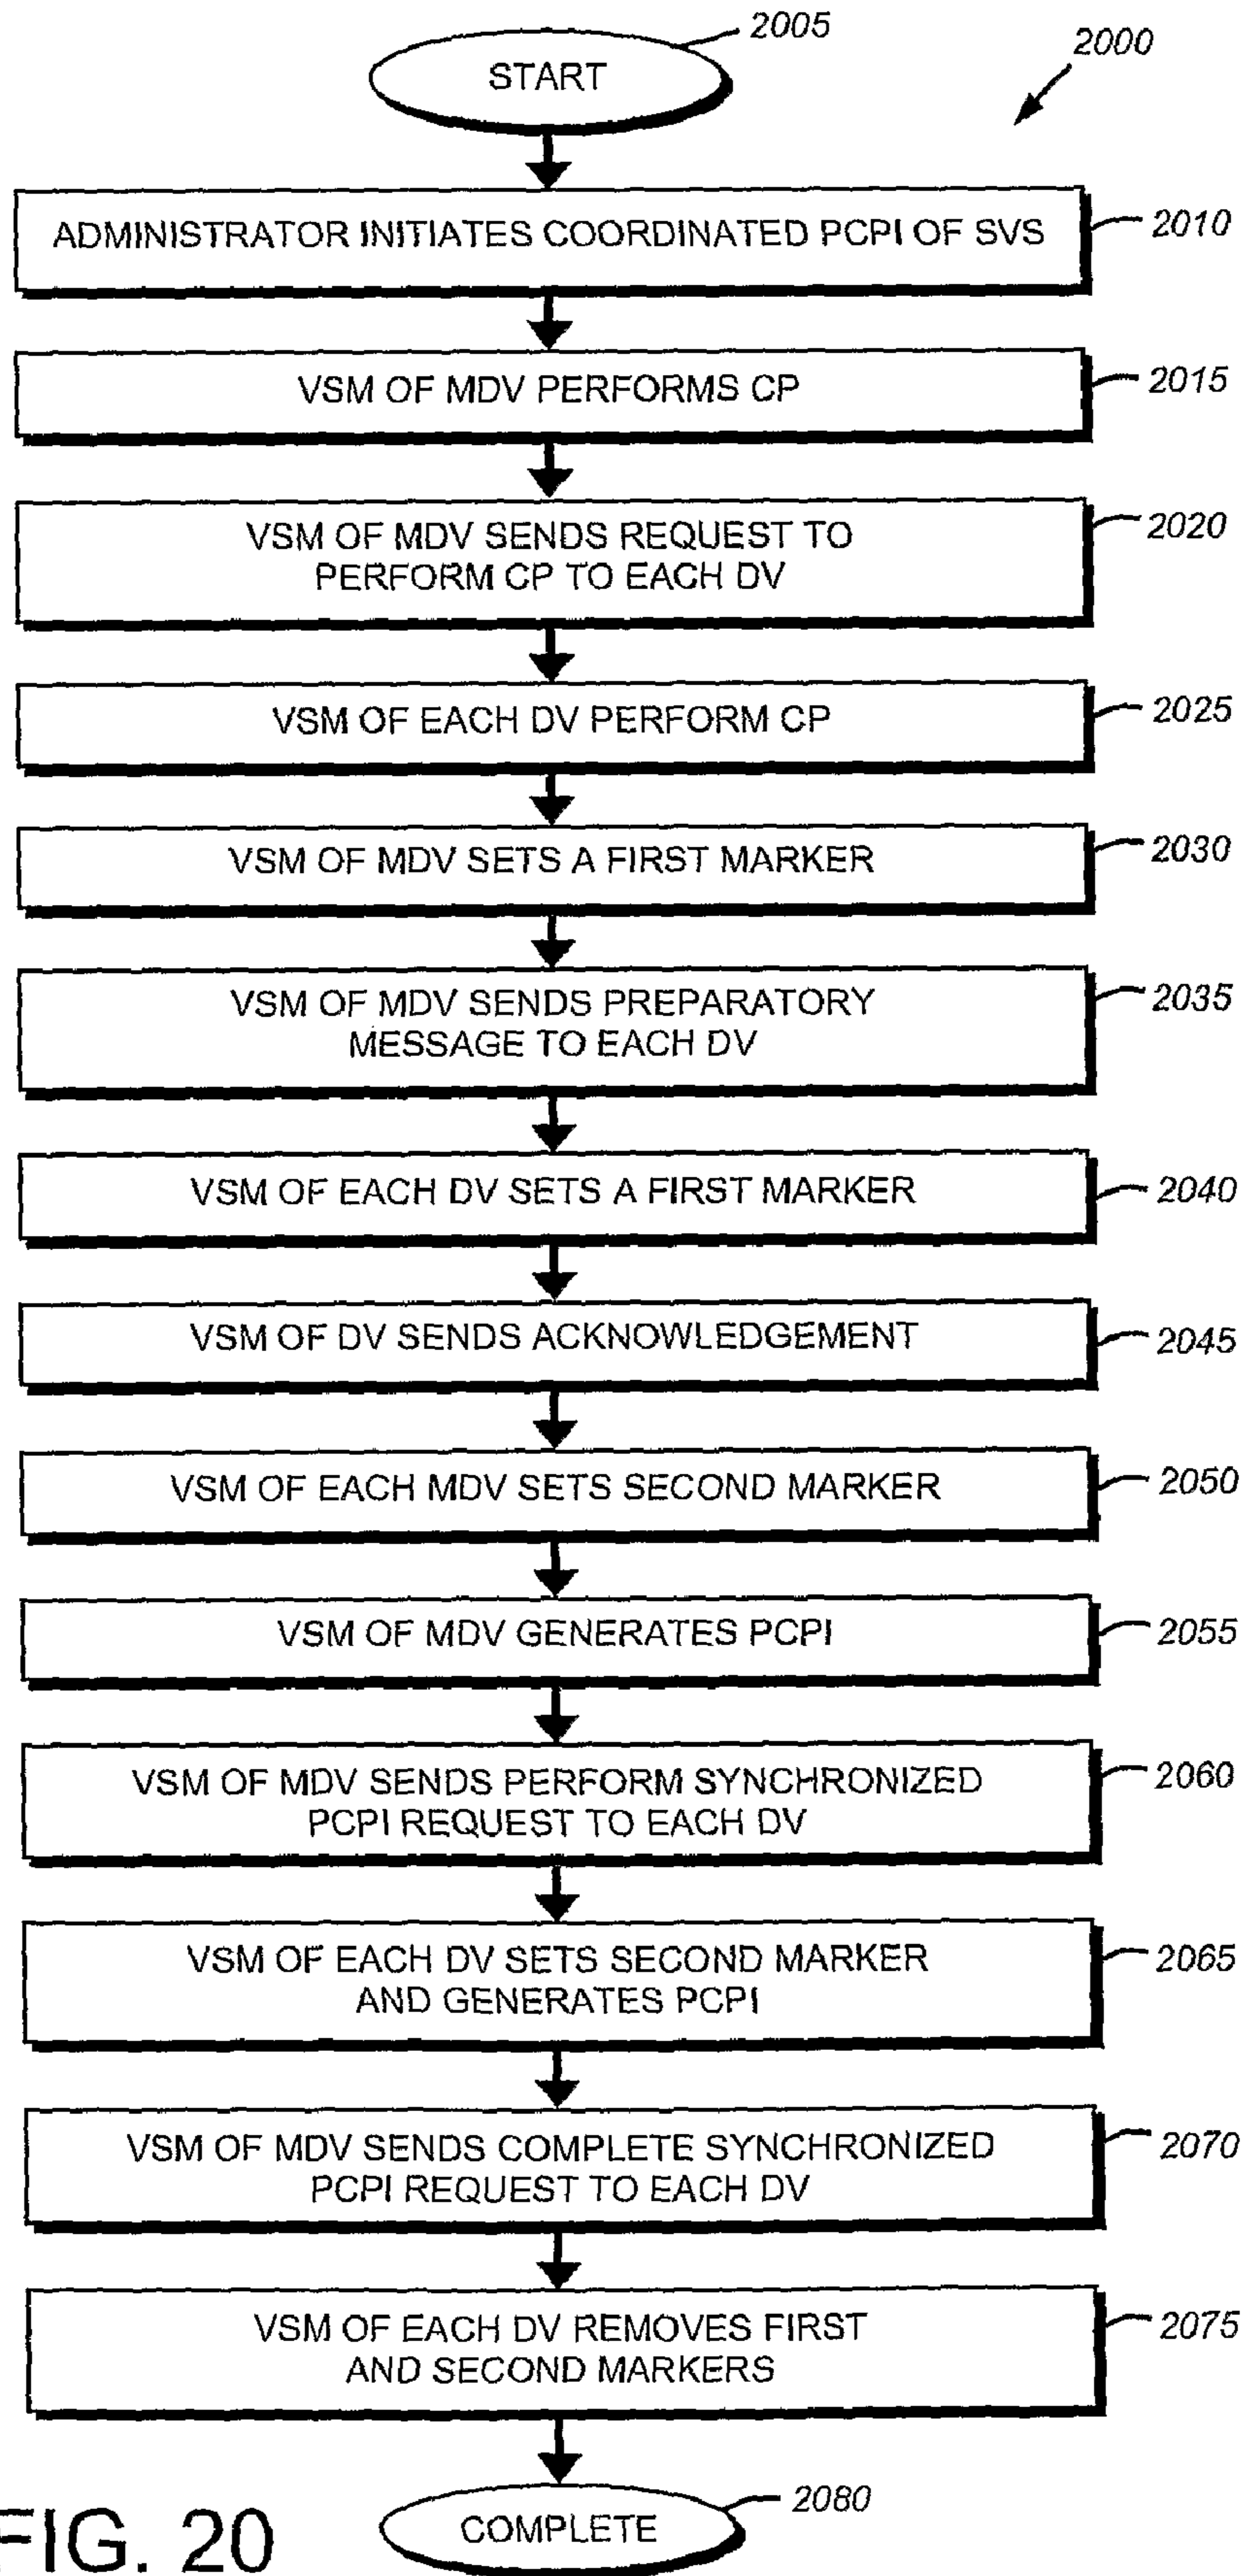 2005
2000
START
ADMINISTRATOR INITIATES COORDINATED PCPI OF SVS
2010
VSM OF MDV PERFORMS CP
2015
VSM OF MDV SENDS REQUEST TO
PERFORM CP TO EACH DV
2020
VSM OF EACH DV PERFORM CP
2025
VSM OF MDV SETS A FIRST MARKER
2030
VSM OF MDV SENDS PREPARATORY
MESSAGE TO EACH DV
2035
VSM OF EACH DV SETS A FIRST MARKER
2040
VSM OF DV SENDS ACKNOWLEDGEMENT
2045
VSM OF EACH MDV SETS SECOND MARKER
2050
VSM OF MDV GENERATES PCPI
2055
VSM OF MDV SENDS PERFORM SYNCHRONIZED
PCPI REQUEST TO EACH DV
2060
VSM OF EACH DV SETS SECOND MARKER
AND GENERATES PCPI
2065
VSM OF MDV SENDS COMPLETE SYNCHRONIZED
PCPI REQUEST TO EACH DV
2070
VSM OF EACH DV REMOVES FIRST
AND SECOND MARKERS
2075
COMPLETE
2080
FIG. 20